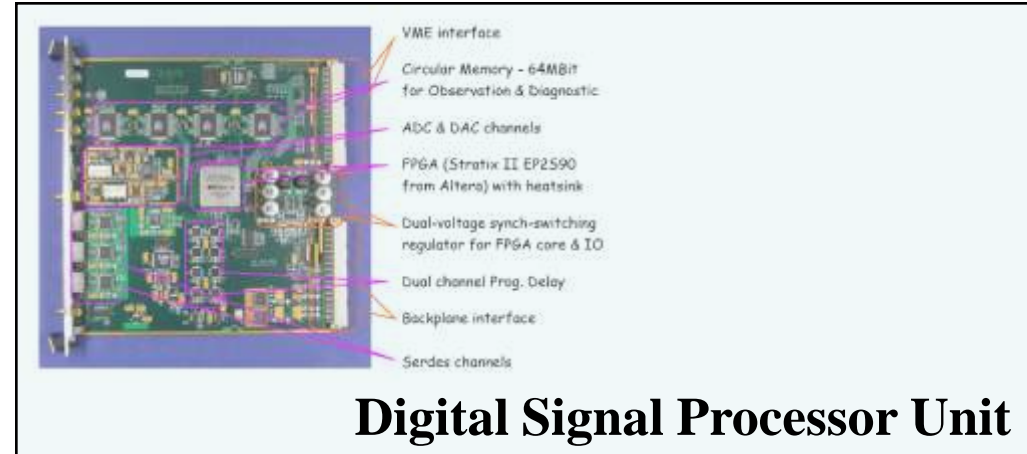 VME interface
Circular Memory - 64MBit
for Observation & Diagnostic
ADC & DAC channels
FPGA (Stratix II EP2S90
from Altera) with heatsink
Dual-voltage synch-switching
regulator for FPGA core & IO
Dual channel Prog. Delay
Backplane interface
Serdes channels
Digital Signal Processor Unit